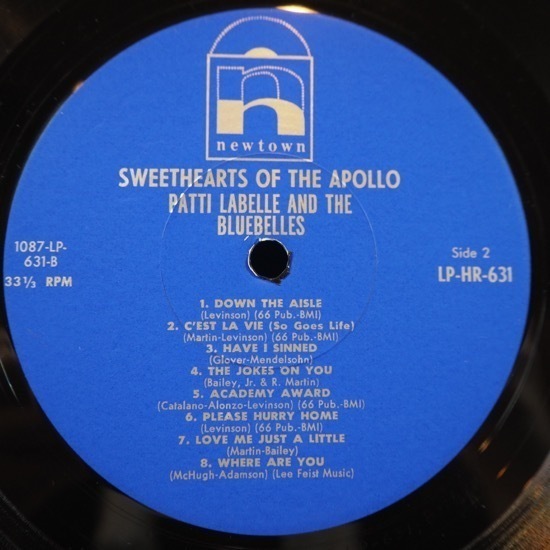 newtown
SWEETHEARTS OF THE APOLLO
PATTI LABELLE AND THE
BLUEBELLES
1087-LP-
631-B
33⅓ RPM
Side 2
LP-HR-631
1. DOWN THE AISLE
(Levinson) (66 Pub.-BMI)
2. C'EST LA VIE (So Goes Life)
(Martin-Levinson) (66 Pub.-BMI)
3. HAVE I SINNED
(Glover-Mendelsohn)
4. THE JOKES ON YOU
(Bailey, Jr. & R. Martin)
5. ACADEMY AWARD
(Catalano-Alonzo-Levinson) (66 Pub.-BMI)
6. PLEASE HURRY HOME
(Levinson) (66 Pub.-BMI)
7. LOVE ME JUST A LITTLE
(Martin-Bailey)
8. WHERE ARE YOU
(McHugh-Adamson) (Lee Feist Music)